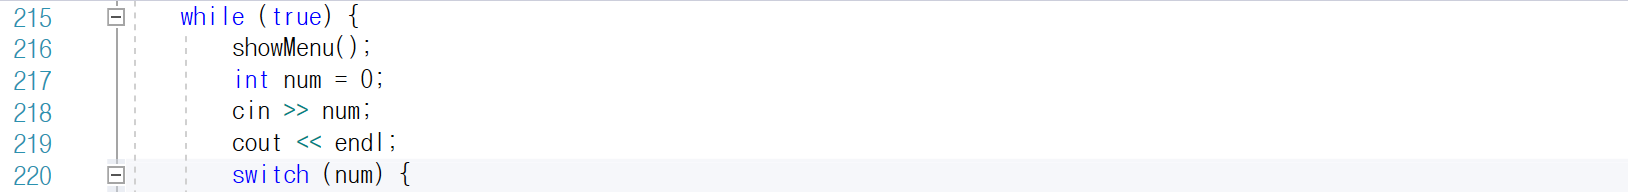 215 while (true) {
216 showMenu();
217 int num = 0;
218 cin >> num;
219 cout << endl;
220 switch (num) {